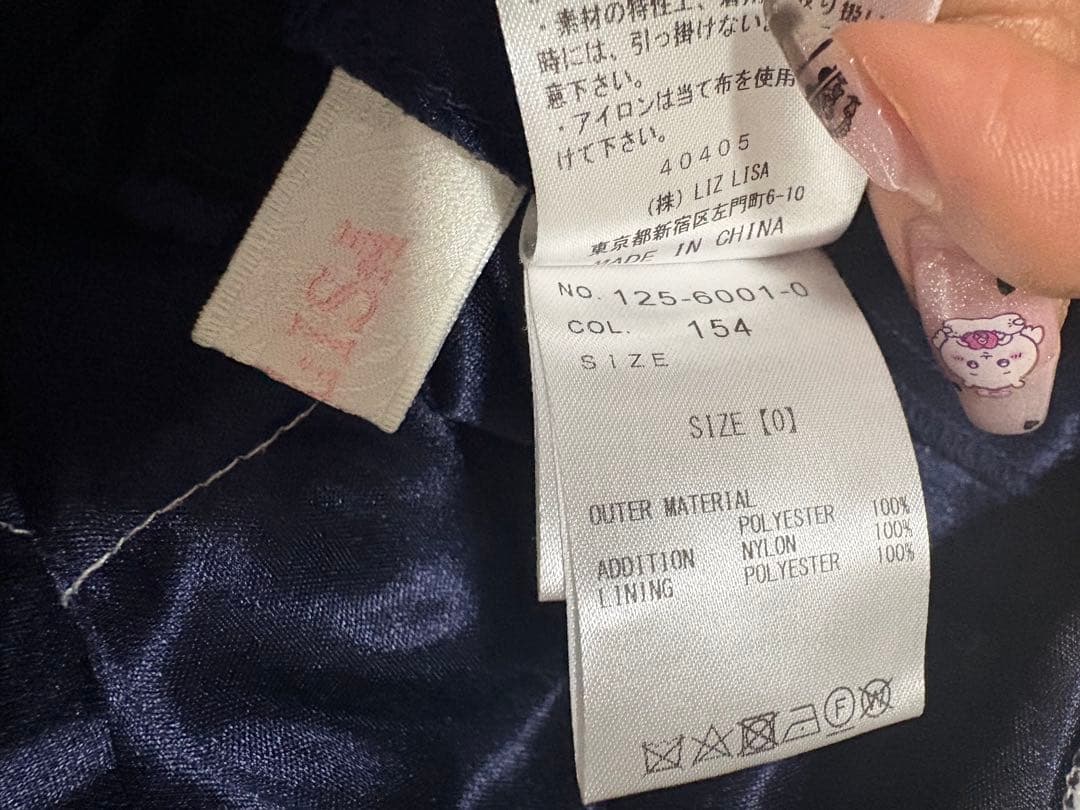 ・素材の特性上、
時には、引っ掛けない
意下さい。
・アイロンは当て布を使用
けて下さい。
40405
(株) LIZ LISA
東京都新宿区左門町6-10
MADE IN CHINA
NO. 125-6001-0
COL. 154
SIZE
SIZE【0】
OUTER MATERIAL
POLYESTER 100%
ADDITION NYLON 100%
LINING POLYESTER 100%
F
W